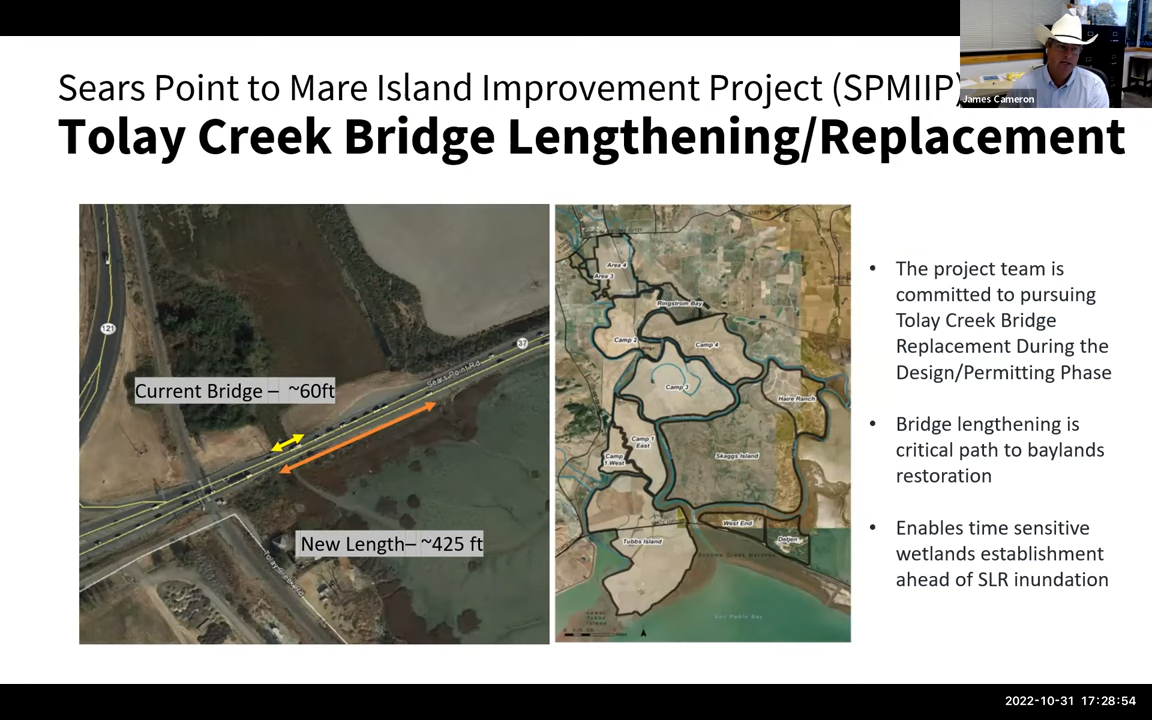 Sears Point to Mare Island Improvement Project (SPMIIP)
James Cameron
Tolay Creek Bridge Lengthening/Replacement
121
37
Sears Point Rd
Current Bridge – ~60ft
New Length– ~425 ft
Area 4
Area 3
Ringstrom Bay
Camp 2
Camp 4
Camp 3
Haire Ranch
Camp 1
East
Camp
1 West
Skaggs Island
West End
Tubbs Island
San Pablo Bay
• The project team is
committed to pursuing
Tolay Creek Bridge
Replacement During the
Design/Permitting Phase
• Bridge lengthening is
critical path to baylands
restoration
• Enables time sensitive
wetlands establishment
ahead of SLR inundation
2022-10-31 17:28:54